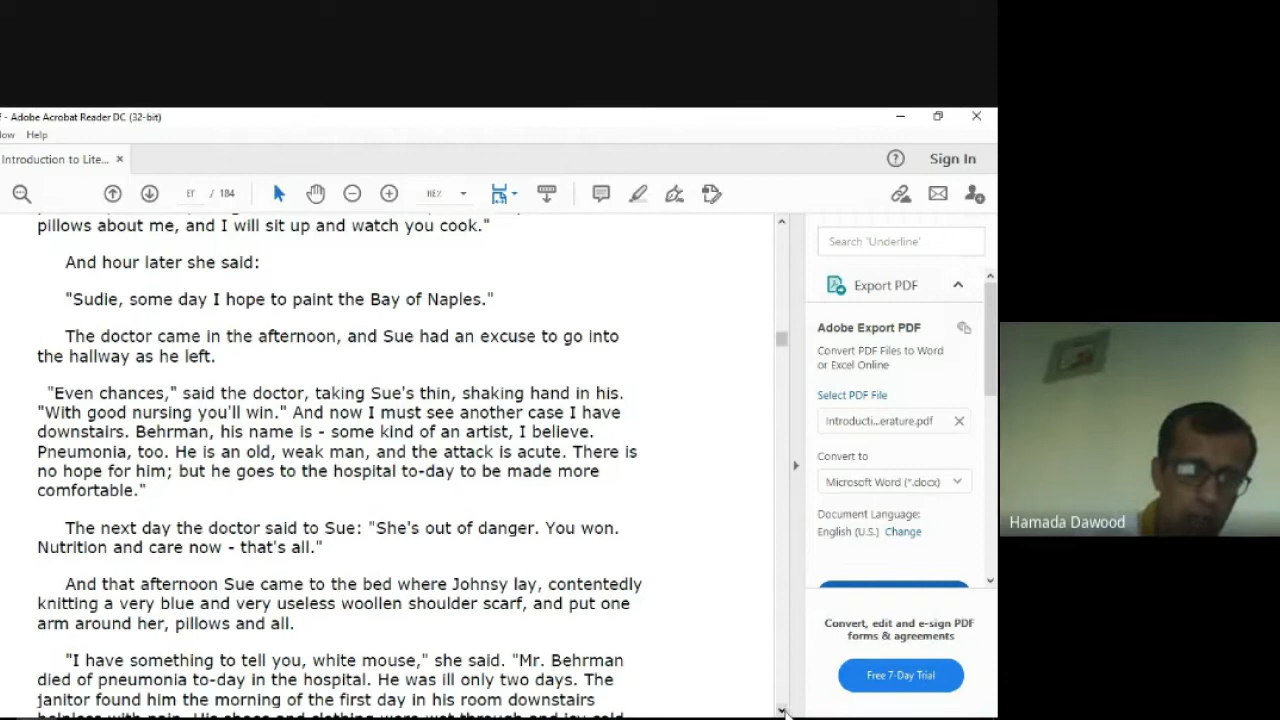 - Adobe Acrobat Reader DC (32-bit)
Help
Introduction to Lite...
Sign In
/ 184
pillows about me, and I will sit up and watch you cook."
And hour later she said:
"Sudie, some day I hope to paint the Bay of Naples."
The doctor came in the afternoon, and Sue had an excuse to go into
the hallway as he left.
"Even chances," said the doctor, taking Sue's thin, shaking hand in his.
"With good nursing you'll win." And now I must see another case I have
downstairs. Behrman, his name is - some kind of an artist, I believe.
Pneumonia, too. He is an old, weak man, and the attack is acute. There is
no hope for him; but he goes to the hospital to-day to be made more
comfortable."
The next day the doctor said to Sue: "She's out of danger. You won.
Nutrition and care now - that's all."
And that afternoon Sue came to the bed where Johnsy lay, contentedly
knitting a very blue and very useless woollen shoulder scarf, and put one
arm around her, pillows and all.
"I have something to tell you, white mouse," she said. "Mr. Behrman
died of pneumonia to-day in the hospital. He was ill only two days. The
janitor found him the morning of the first day in his room downstairs
Search 'Underline'
Export PDF
Adobe Export PDF
Convert PDF Files to Word
or Excel Online
Select PDF File
Introducti...erature.pdf
Convert to
Microsoft Word (*.docx)
Document Language:
English (U.S.) Change
Convert, edit and e-sign PDF
forms & agreements
Free 7-Day Trial
Hamada Dawood